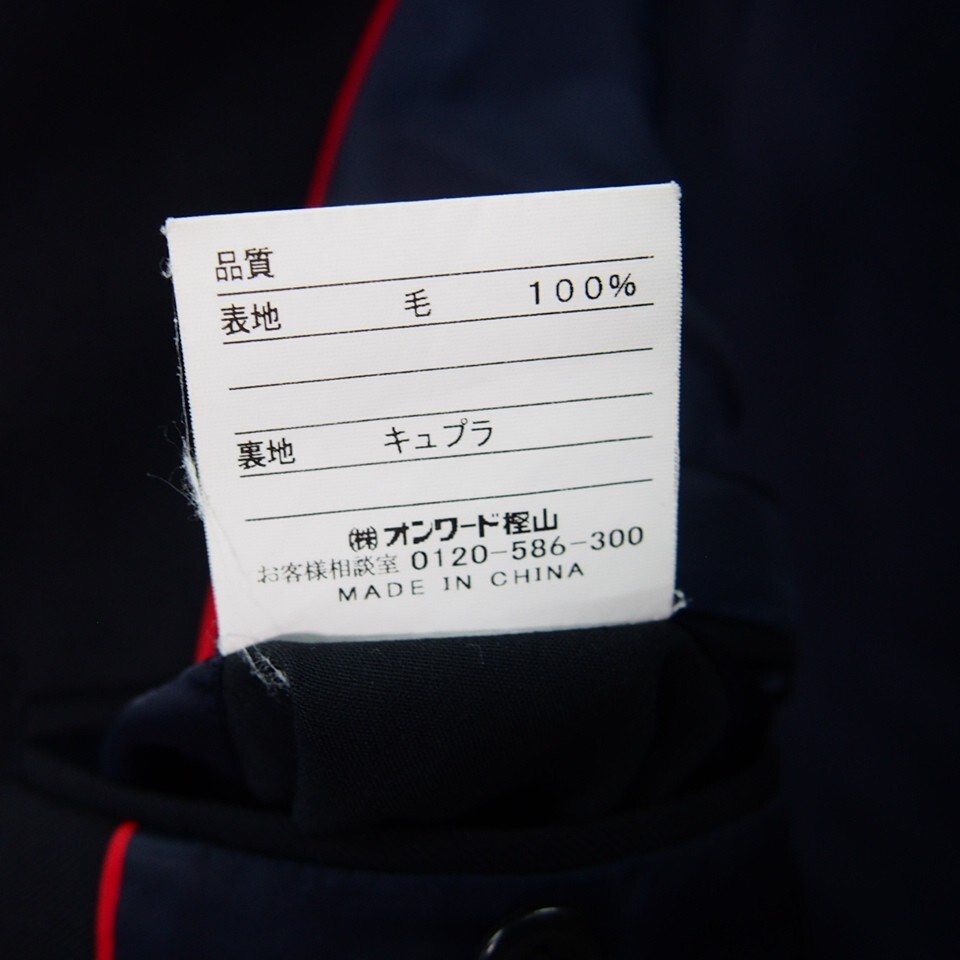 品質
表地 毛 100%
裏地 キュプラ
㈱オンワード樫山
お客様相談室 0120-586-300
MADE IN CHINA